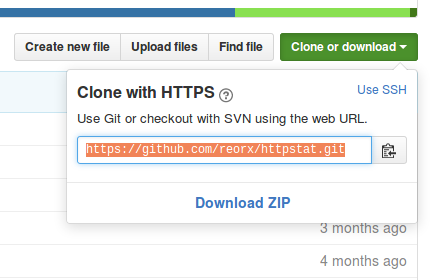 Create new file Upload files Find file Clone or download
Clone with HTTPS ? Use SSH
Use Git or checkout with SVN using the web URL.
https://github.com/reorx/httpstat.git
Download ZIP
3 months ago
4 months ago